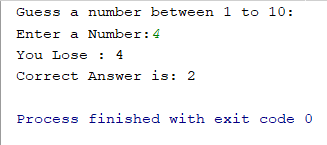 Guess a number between 1 to 10:
Enter a Number:4
You Lose : 4
Correct Answer is: 2
Process finished with exit code 0